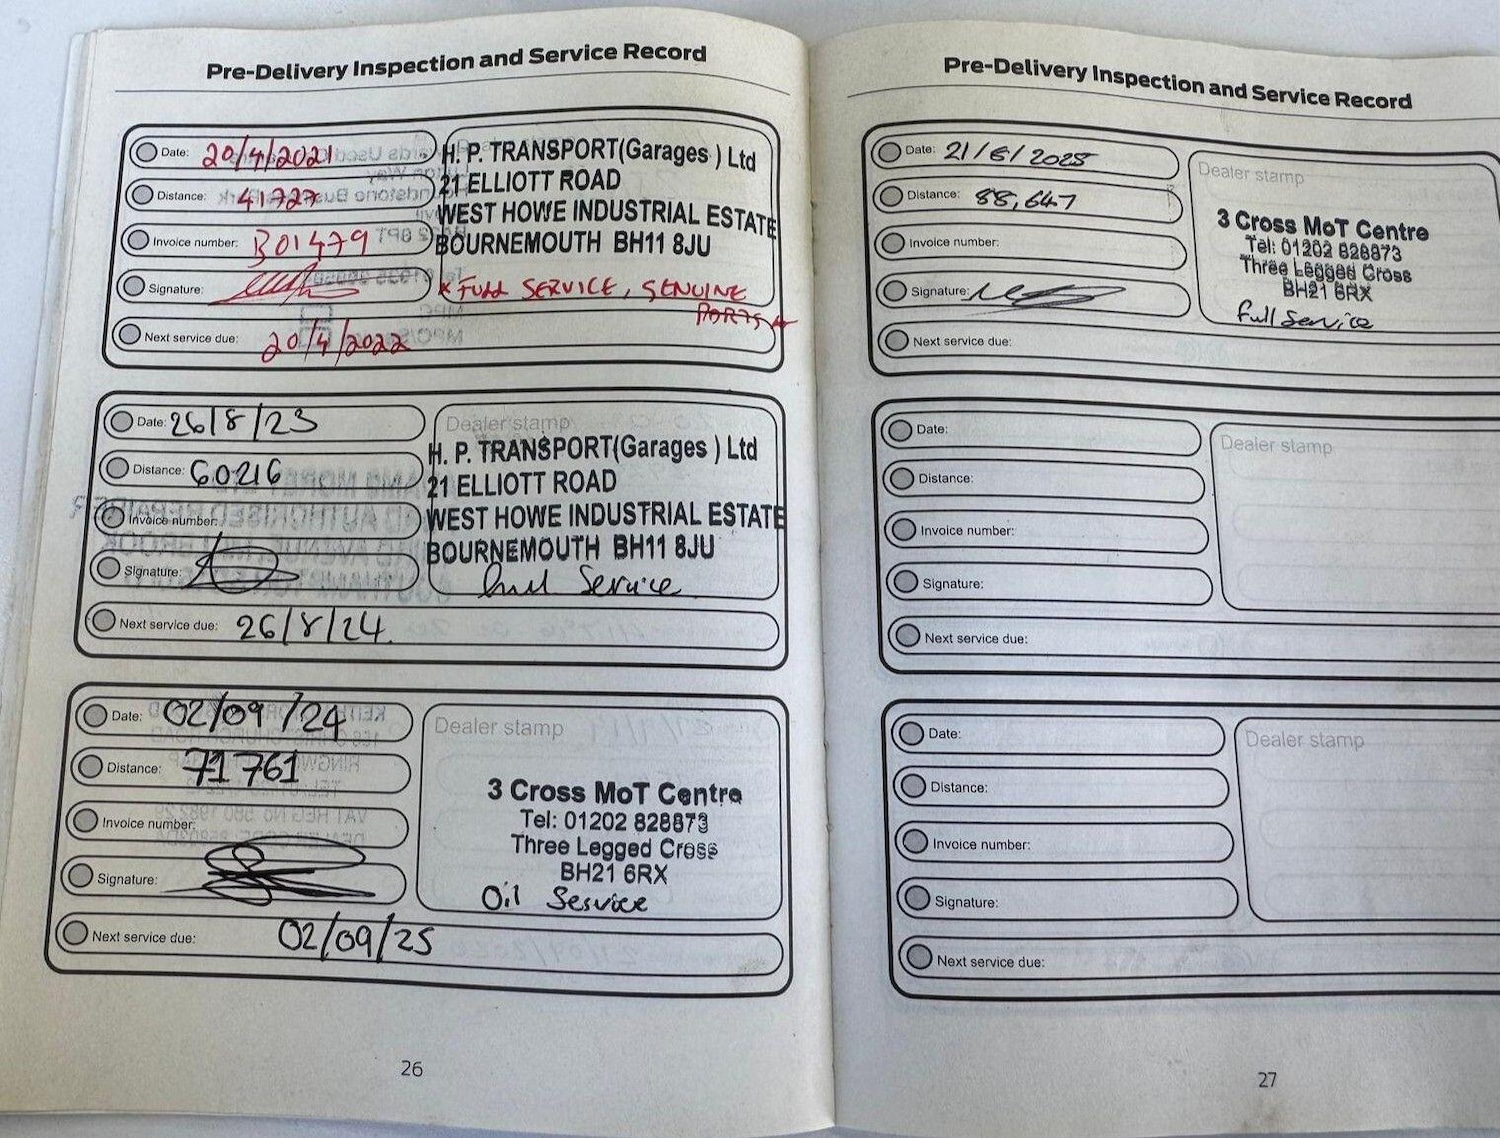 Pre-Delivery Inspection and Service Record
Date: 20/4/2021
Distance: 41727
Invoice number: B01479
Signature:
Next service due: 20/4/2022
H. P. TRANSPORT(Garages ) Ltd
21 ELLIOTT ROAD
WEST HOWE INDUSTRIAL ESTATE
BOURNEMOUTH BH11 8JU
* FULL SERVICE, GENUINE
PARTS *
Date: 26/8/23
Distance: 60216
Invoice number:
Signature:
Next service due: 26/8/24.
Dealer stamp
H. P. TRANSPORT(Garages ) Ltd
21 ELLIOTT ROAD
WEST HOWE INDUSTRIAL ESTATE
BOURNEMOUTH BH11 8JU
full Service
Date: 02/09/24
Distance: 71761
Invoice number:
Signature:
Next service due: 02/09/25
Dealer stamp
3 Cross MoT Centre
Tel: 01202 828873
Three Legged Cross
BH21 6RX
Oil Service
26
Pre-Delivery Inspection and Service Record
Date: 21/6/2025
Distance: 88,647
Invoice number:
Signature:
Next service due:
Dealer stamp
3 Cross MoT Centre
Tel: 01202 828873
Three Legged Cross
BH21 6RX
full Service
Date:
Distance:
Invoice number:
Signature:
Next service due:
Dealer stamp
Date:
Distance:
Invoice number:
Signature:
Next service due:
Dealer stamp
27